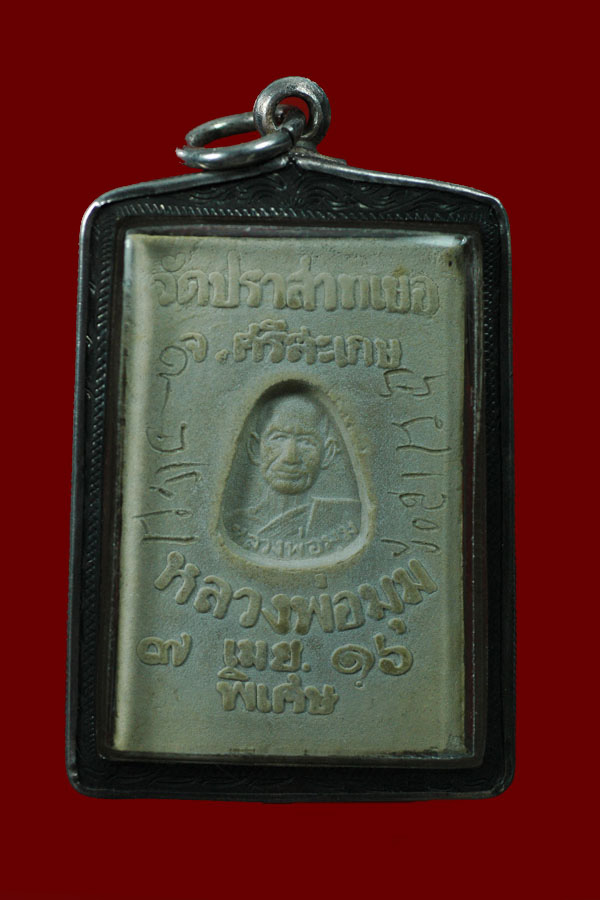 วัดปราสาทเยอ
จ.ศรีสะเกษ
หลวงพ่อมุม
หลวงพ่อมุม
๗ เมย. ๑๖
พิเศษ